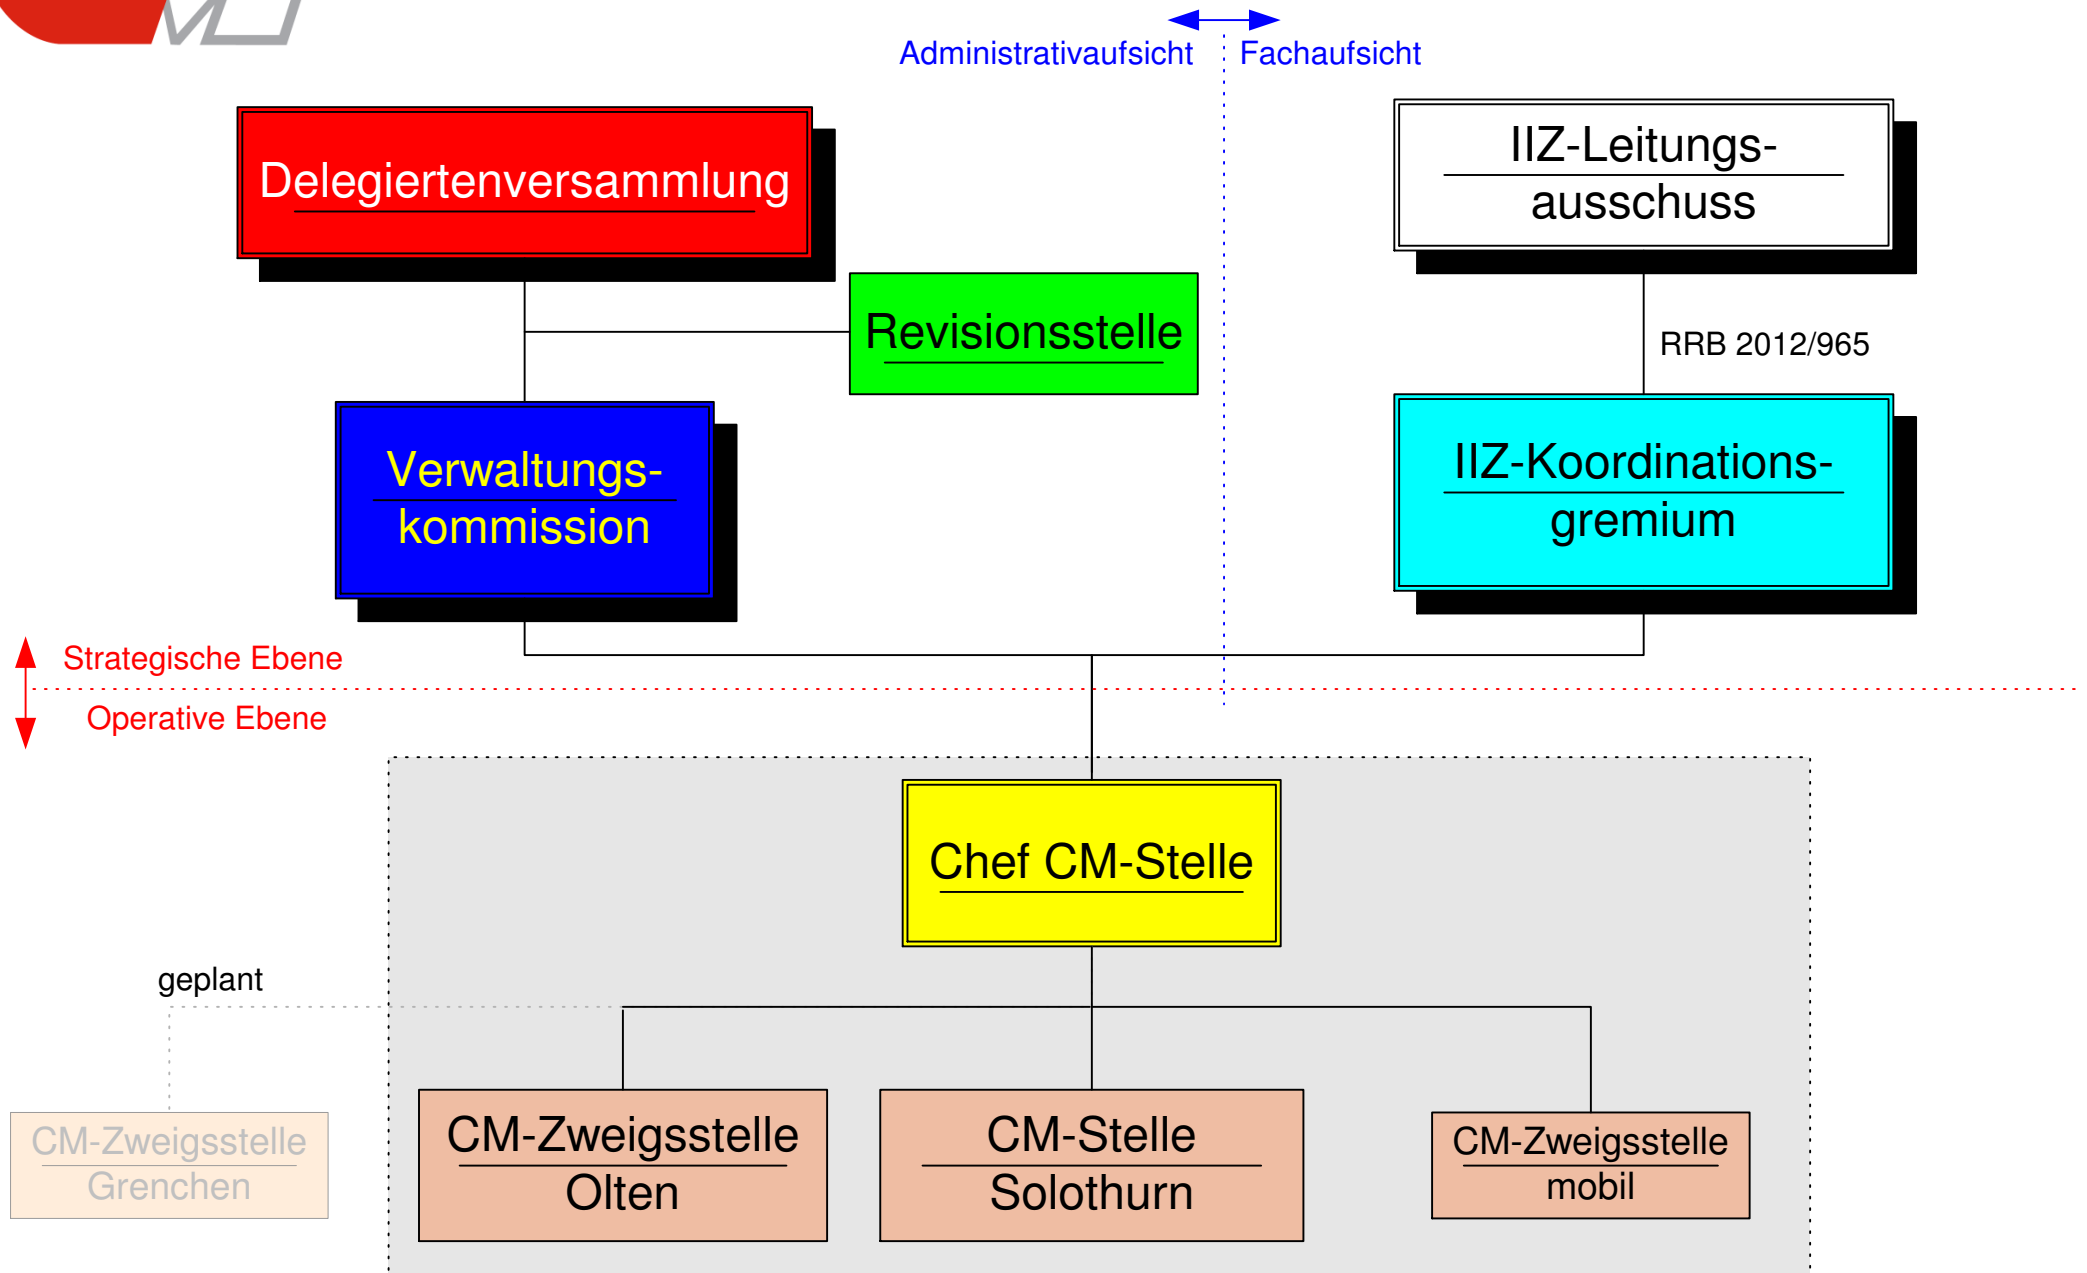 Administrativaufsicht
Fachaufsicht
Delegiertenversammlung
IIZ-Leitungs-
ausschuss
Revisionsstelle
RRB 2012/965
Verwaltungs-
kommission
IIZ-Koordinations-
gremium
Strategische Ebene
Operative Ebene
Chef CM-Stelle
geplant
CM-Zweigsstelle
Grenchen
CM-Zweigsstelle
Olten
CM-Stelle
Solothurn
CM-Zweigsstelle
mobil